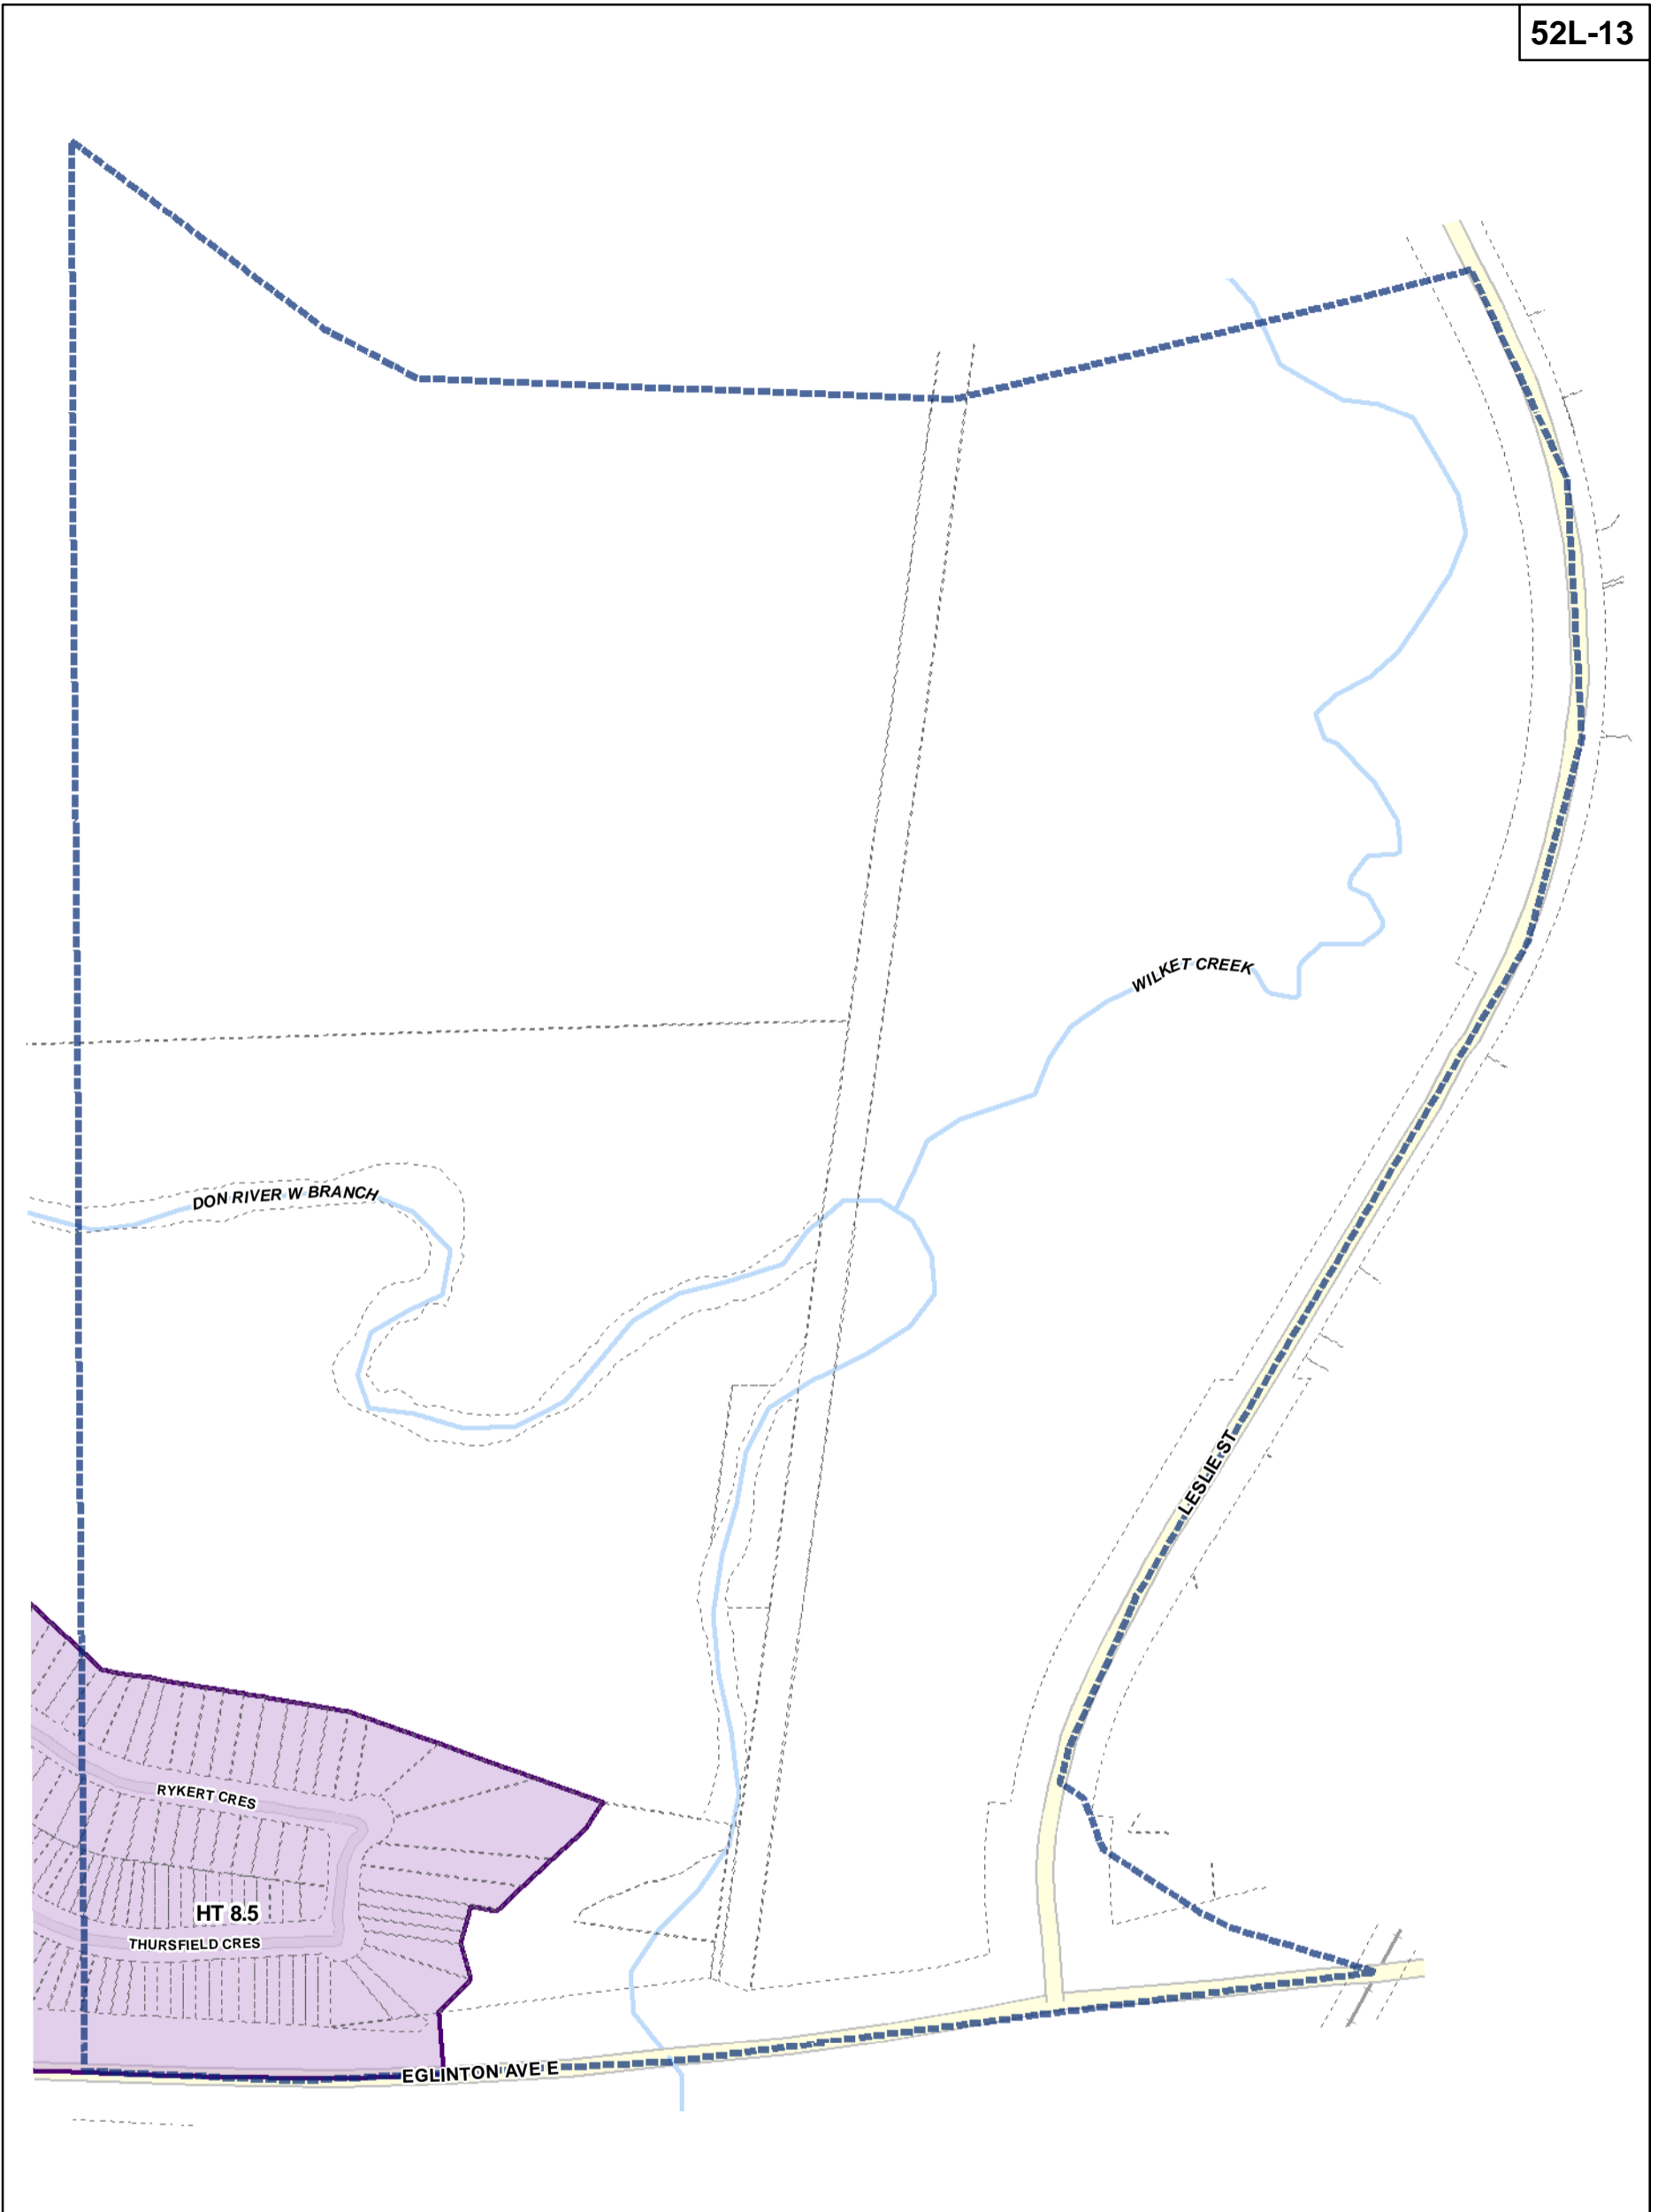 52L-13
WILKET CREEK
DON RIVER W BRANCH
LESLIE ST
RYKERT CRES
HT 8.5
THURSFIELD CRES
EGLINTON AVE E